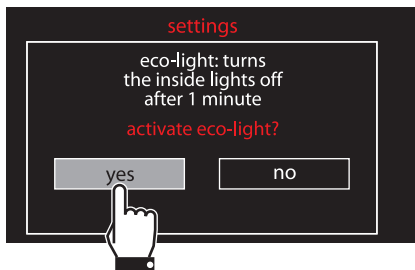 settings
eco-light: turns
the inside lights off
after 1 minute
activate eco-light?
yes
no